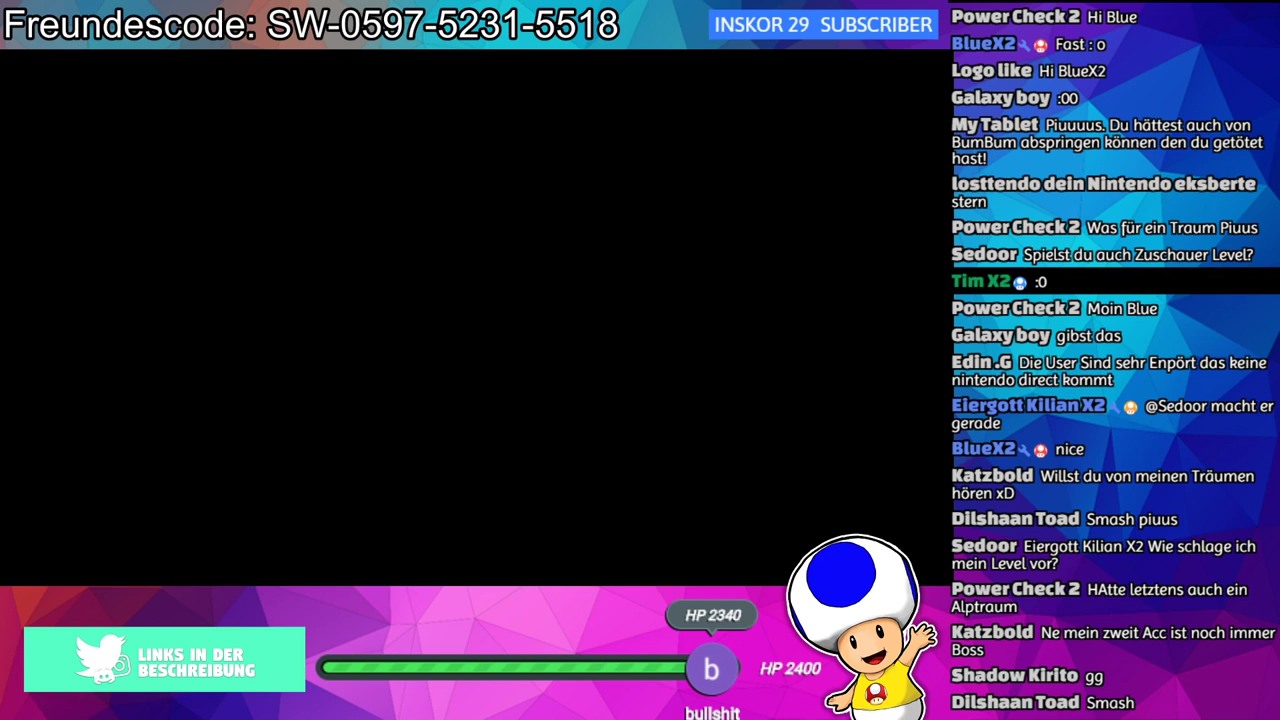 Freundescode: SW-0597-5231-5518
INSKOR 29 SUBSCRIBER
Power Check 2 Hi Blue
BlueX2 Fast : o
Logo like Hi BlueX2
Galaxy boy :00
My Tablet Piuuuus. Du hättest auch von
BumBum abspringen können den du getötet
hast!
losttendo dein Nintendo eksberte
stern
Power Check 2 Was für ein Traum Piuus
Sedoor Spielst du auch Zuschauer Level?
Tim X2 :0
Power Check 2 Moin Blue
Galaxy boy gibst das
Edin .G Die User Sind sehr Enpört das keine
nintendo direct kommt
Eiergott Kilian X2 @Sedoor macht er
gerade
BlueX2 nice
Katzbold Willst du von meinen Träumen
hören xD
Dilshaan Toad Smash piuus
Sedoor Eiergott Kilian X2 Wie schlage ich
mein Level vor?
Power Check 2 HAtte letztens auch ein
Alptraum
Katzbold Ne mein zweit Acc ist noch immer
Boss
Shadow Kirito gg
Dilshaan Toad Smash
LINKS IN DER
BESCHREIBUNG
HP 2340
b
HP 2400
bullshit